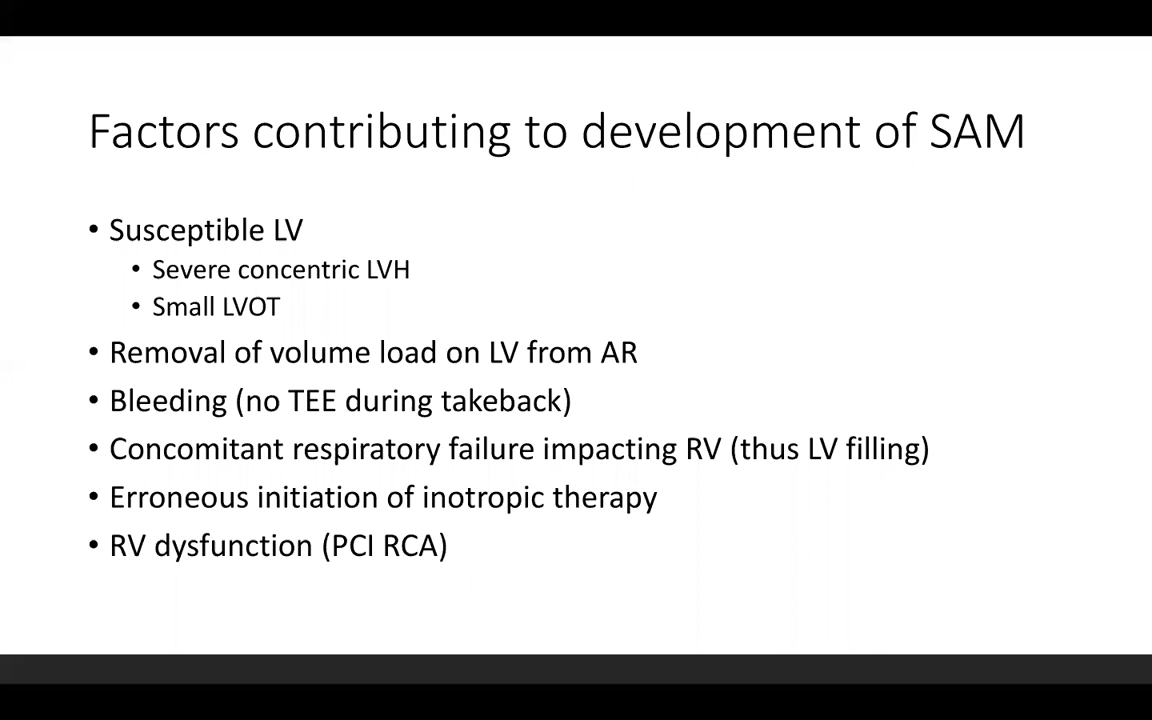 Factors contributing to development of SAM
• Susceptible LV
• Severe concentric LVH
• Small LVOT
• Removal of volume load on LV from AR
• Bleeding (no TEE during takeback)
• Concomitant respiratory failure impacting RV (thus LV filling)
• Erroneous initiation of inotropic therapy
• RV dysfunction (PCI RCA)